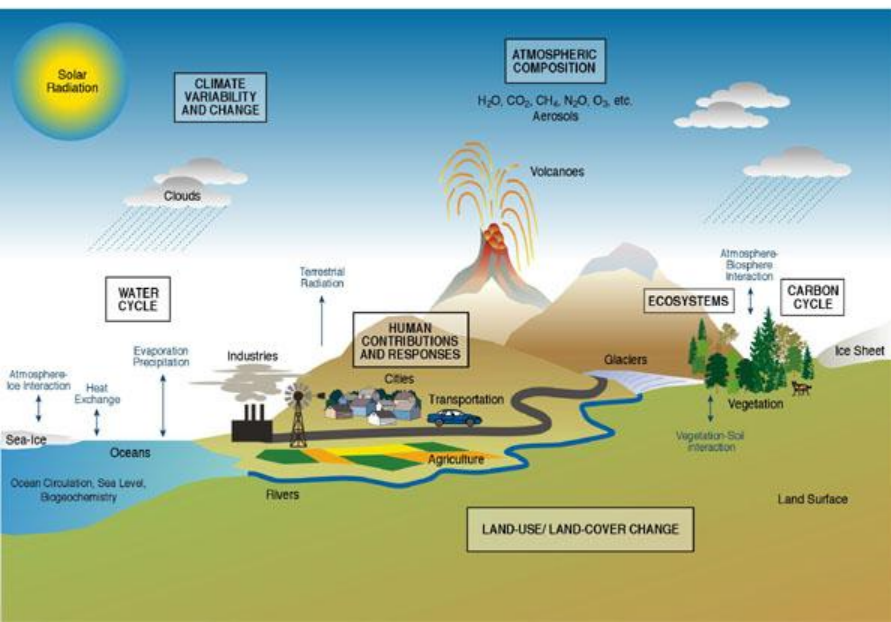 Solar
Radiation
CLIMATE
VARIABILITY
AND CHANGE
ATMOSPHERIC
COMPOSITION
H₂O, CO₂, CH₄, N₂O, O₃, etc.
Aerosols
Volcanoes
Clouds
Atmosphere-
Biosphere
Interaction
Terrestrial
Radiation
WATER
CYCLE
ECOSYSTEMS
CARBON
CYCLE
HUMAN
CONTRIBUTIONS
AND RESPONSES
Evaporation
Precipitation
Industries
Glaciers
Ice Sheet
Atmosphere-
Ice Interaction
Heat
Exchange
Cities
Transportation
Vegetation
Sea-Ice
Oceans
Agriculture
Vegetation-Soil
Interaction
Ocean Circulation, Sea Level,
Biogeochemistry
Rivers
Land Surface
LAND-USE/ LAND-COVER CHANGE